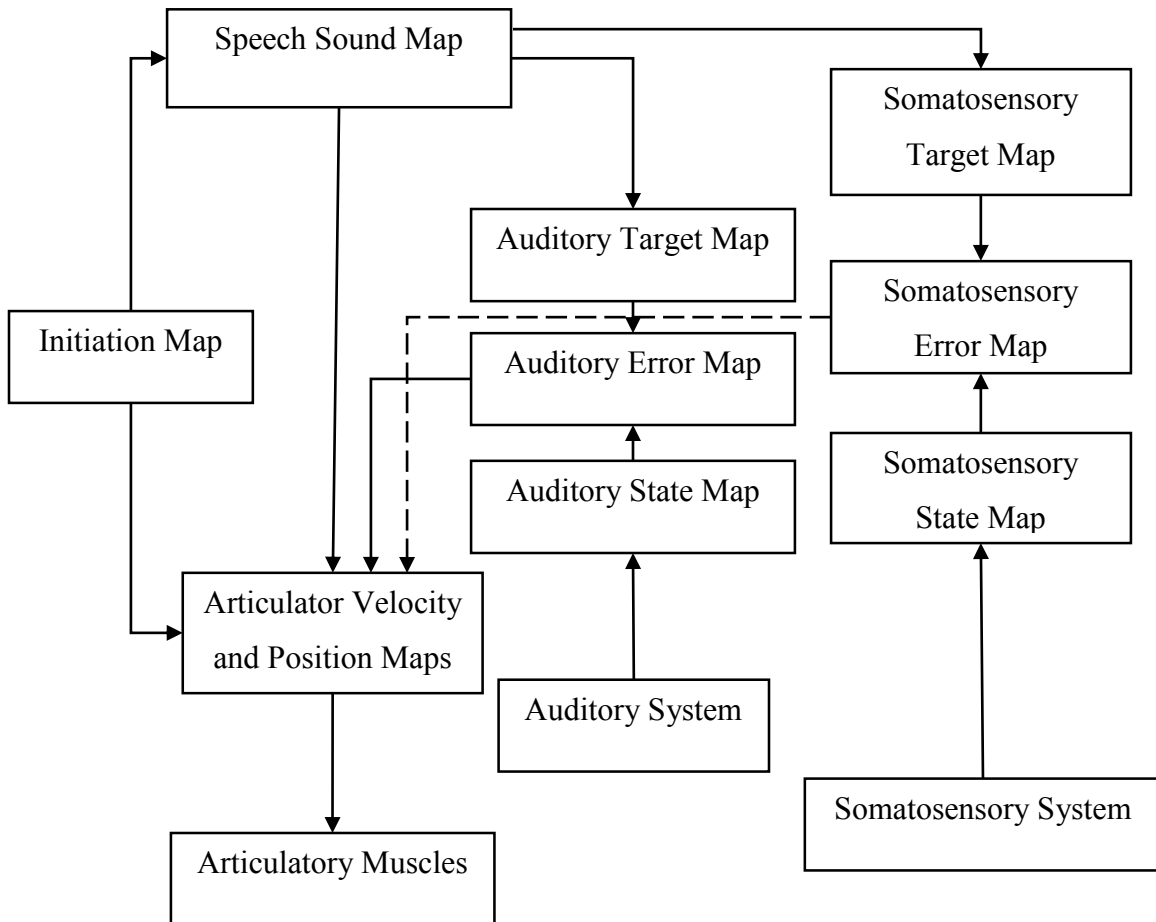 Speech Sound Map
Somatosensory
Target Map
Auditory Target Map
Somatosensory
Error Map
Initiation Map
Auditory Error Map
Somatosensory
State Map
Auditory State Map
Articulator Velocity
and Position Maps
Auditory System
Somatosensory System
Articulatory Muscles